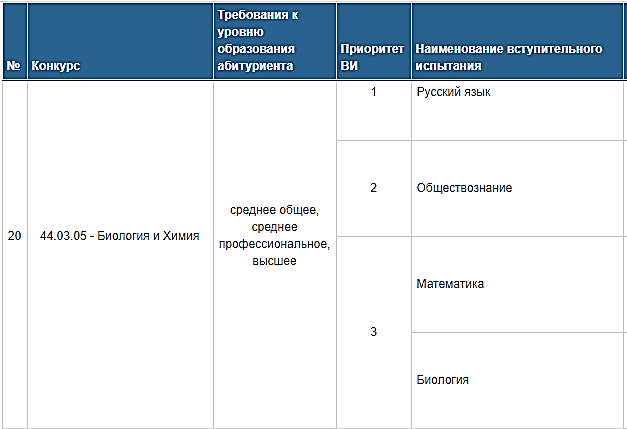 №
Конкурс
Требования к
уровню
образования
абитуриента
Приоритет
ВИ
Наименование вступительного
испытания
20
44.03.05 - Биология и Химия
среднее общее,
среднее
профессиональное,
высшее
1
Русский язык
2
Обществознание
3
Математика
Биология